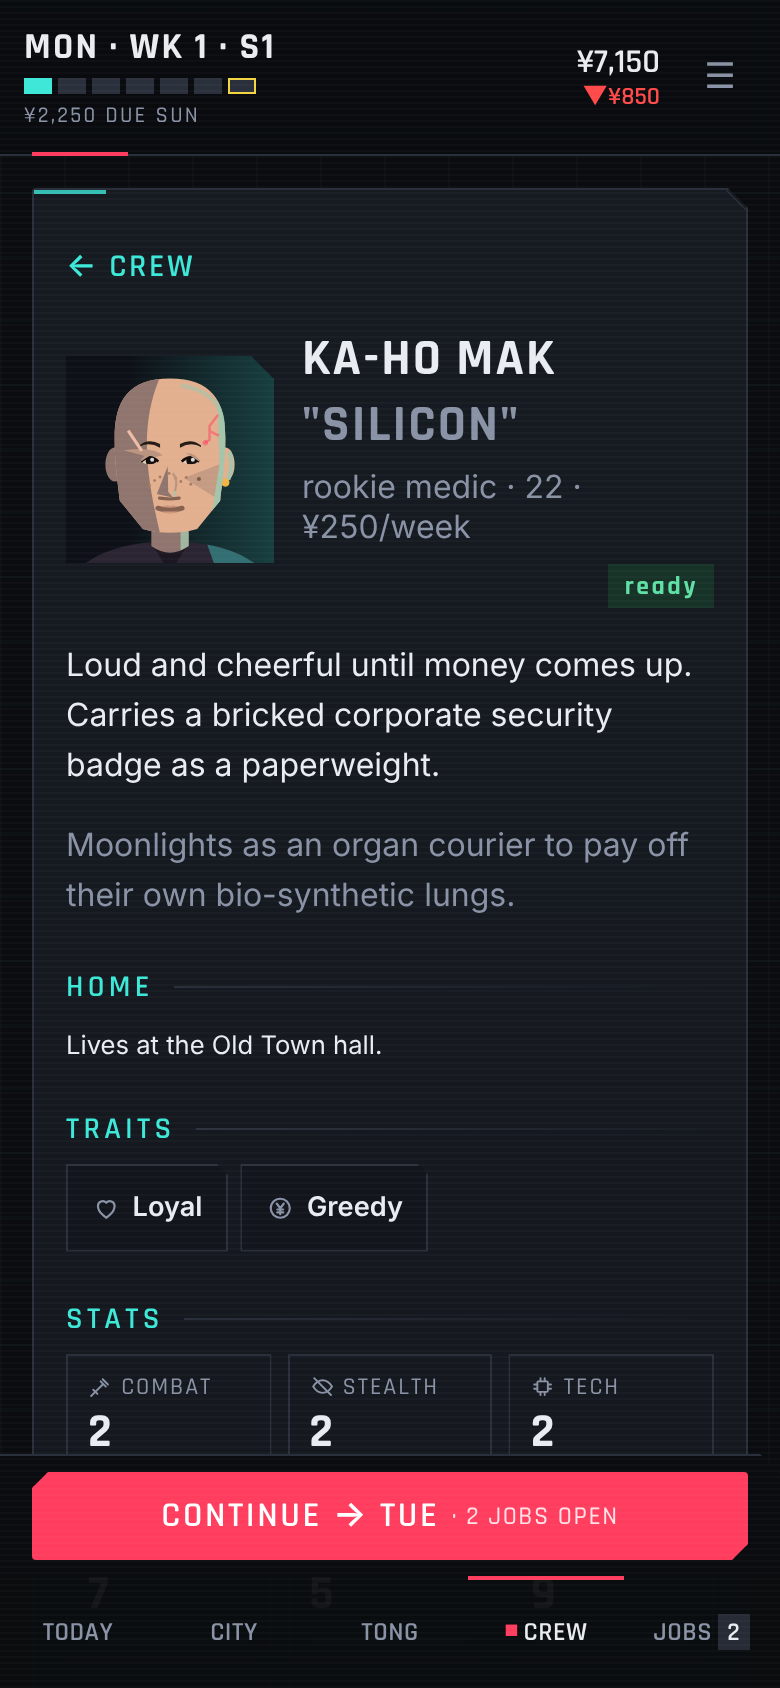 MON · WK 1 · S1
¥7,150
▼¥850
¥2,250 DUE SUN
← CREW
KA-HO MAK
"SILICON"
rookie medic · 22 ·
¥250/week
ready
Loud and cheerful until money comes up.
Carries a bricked corporate security
badge as a paperweight.
Moonlights as an organ courier to pay off
their own bio-synthetic lungs.
HOME
Lives at the Old Town hall.
TRAITS
Loyal
Greedy
STATS
COMBAT
2
STEALTH
2
TECH
2
CONTINUE → TUE · 2 JOBS OPEN
7 5 9
TODAY CITY TONG CREW JOBS 2